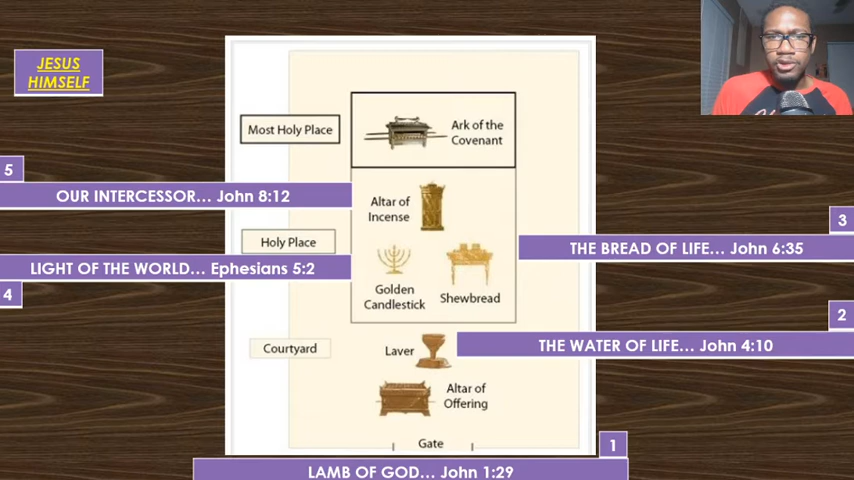 JESUS
HIMSELF
Most Holy Place
Ark of the
Covenant
5
OUR INTERCESSOR... John 8:12
Altar of
Incense
3
Holy Place
THE BREAD OF LIFE... John 6:35
LIGHT OF THE WORLD... Ephesians 5:2
4
Golden
Candlestick
Shewbread
2
Courtyard
Laver
THE WATER OF LIFE... John 4:10
Altar of
Offering
Gate
1
LAMB OF GOD... John 1:29